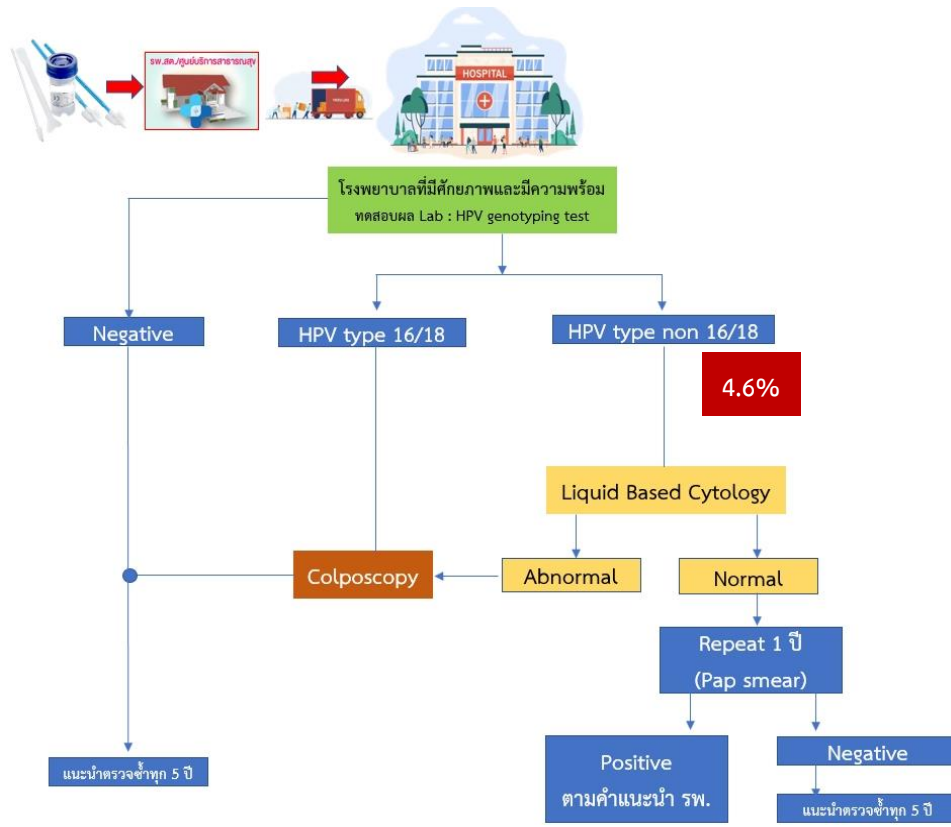 รพ.สต./ศูนย์บริการสาธารณสุข
HOSPITAL
โรงพยาบาลที่มีศักยภาพและมีความพร้อม
ทดสอบผล Lab : HPV genotyping test
Negative
HPV type 16/18
HPV type non 16/18
4.6%
Liquid Based Cytology
Colposcopy
Abnormal
Normal
Repeat 1 ปี
(Pap smear)
แนะนำตรวจซ้ำทุก 5 ปี
Positive
ตามคำแนะนำ รพ.
Negative
แนะนำตรวจซ้ำทุก 5 ปี